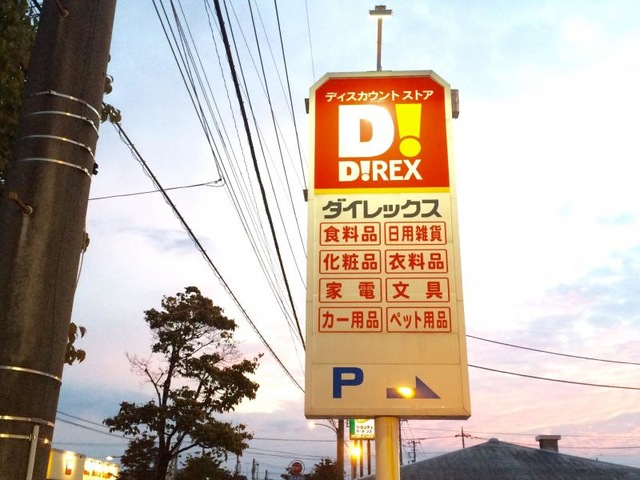 ディスカウント ストア
D!
D!REX
ダイレックス
食料品 日用雑貨
化粧品 衣料品
家電 文具
カー用品 ペット用品
P